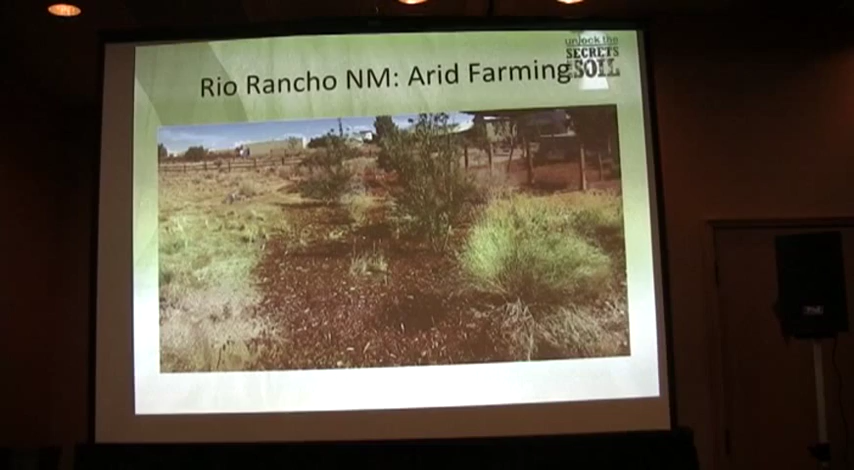 unlock the
SECRETS
SOIL
Rio Rancho NM: Arid Farming